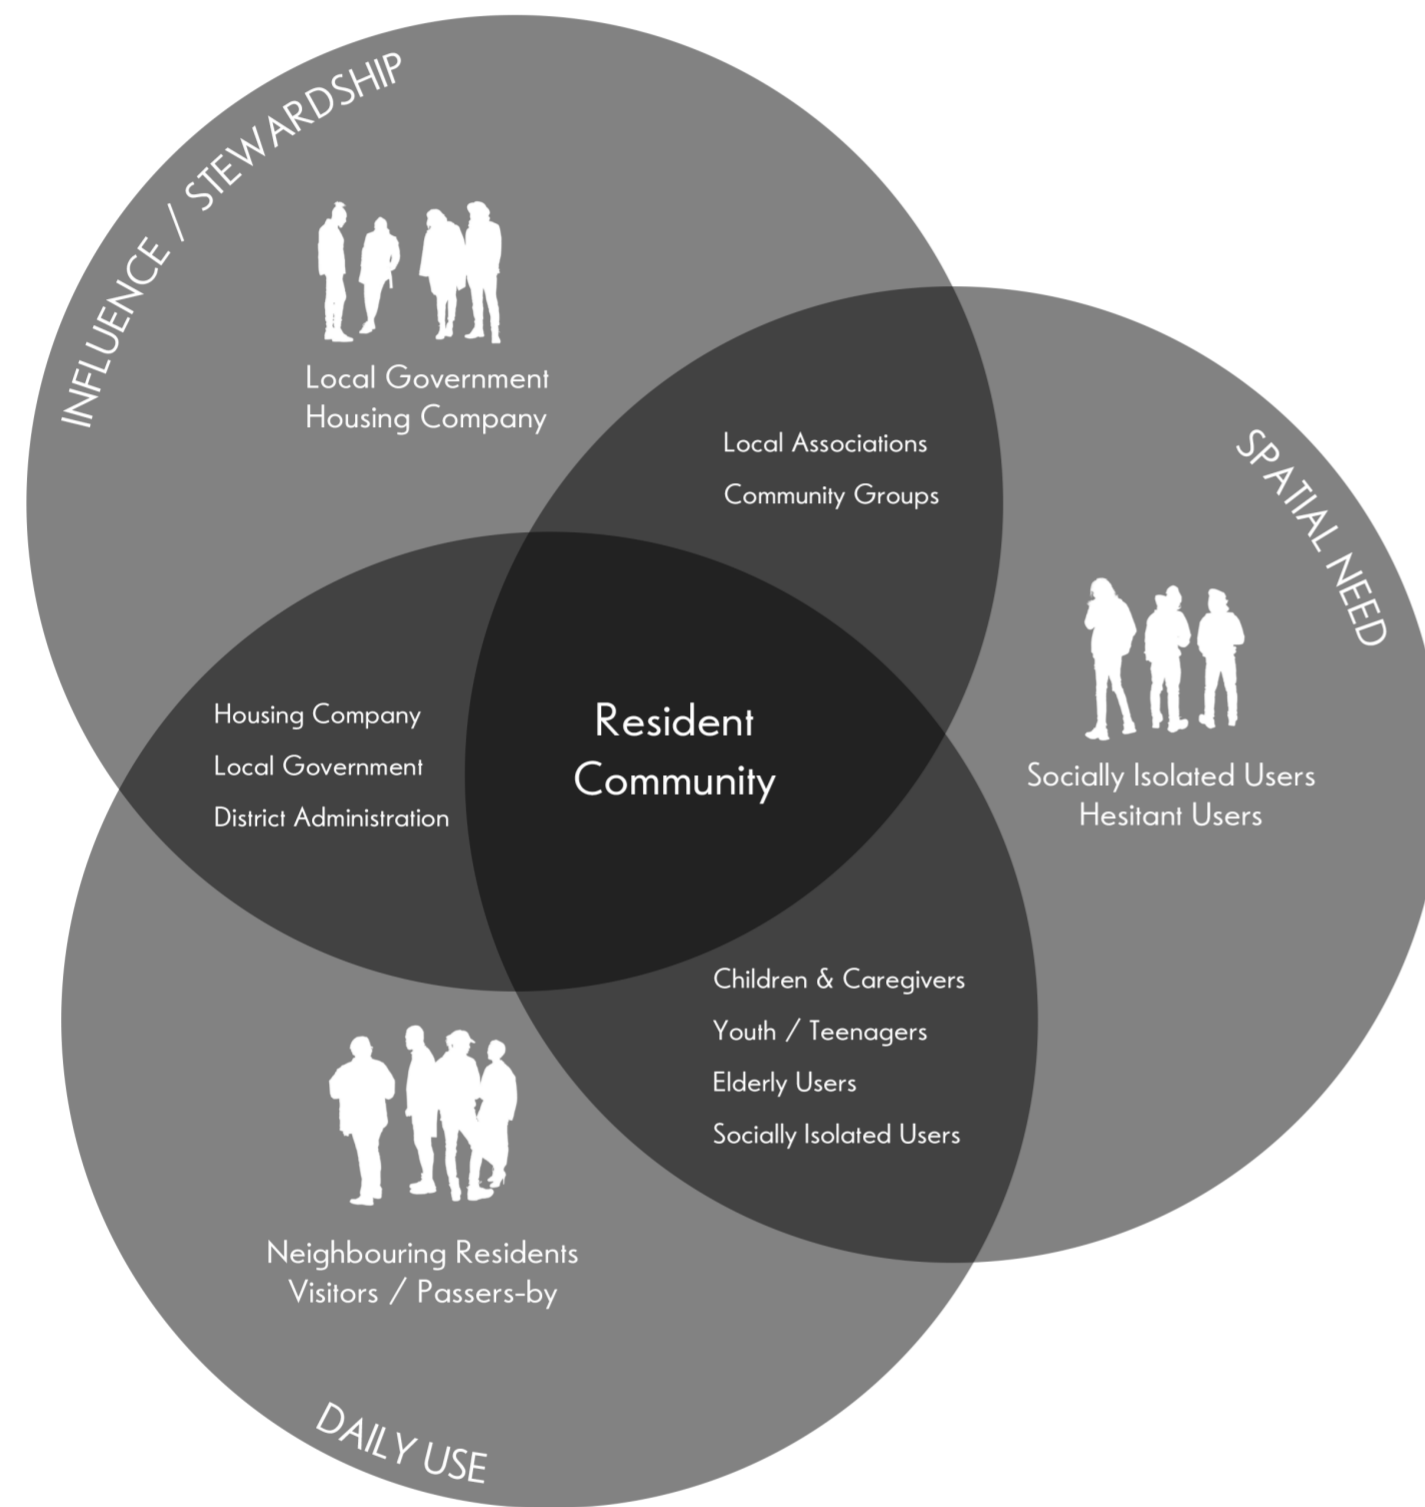 INFLUENCE / STEWARDSHIP
Local Government
Housing Company
Local Associations
Community Groups
SPATIAL NEED
Socially Isolated Users
Hesitant Users
Housing Company
Local Government
District Administration
Resident
Community
Children & Caregivers
Youth / Teenagers
Elderly Users
Socially Isolated Users
Neighbouring Residents
Visitors / Passers-by
DAILY USE